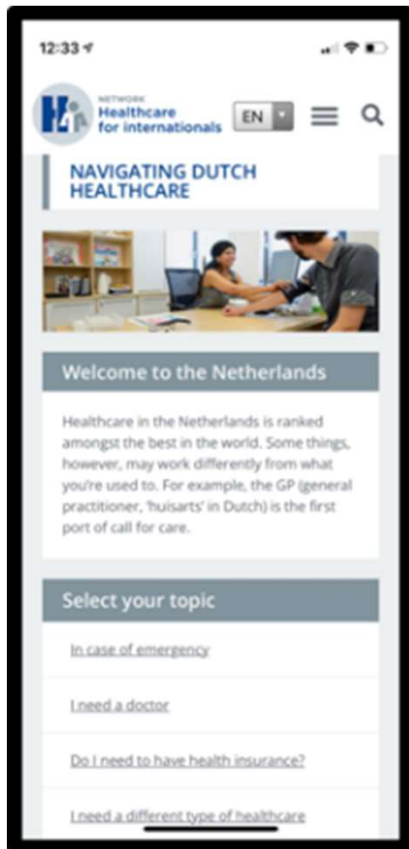 12:33
NETWORK
Healthcare
for internationals
EN
NAVIGATING DUTCH
HEALTHCARE
Welcome to the Netherlands
Healthcare in the Netherlands is ranked
amongst the best in the world. Some things,
however, may work differently from what
you're used to. For example, the GP (general
practitioner, 'huisarts' in Dutch) is the first
port of call for care.
Select your topic
In case of emergency
I need a doctor
Do I need to have health insurance?
I need a different type of healthcare